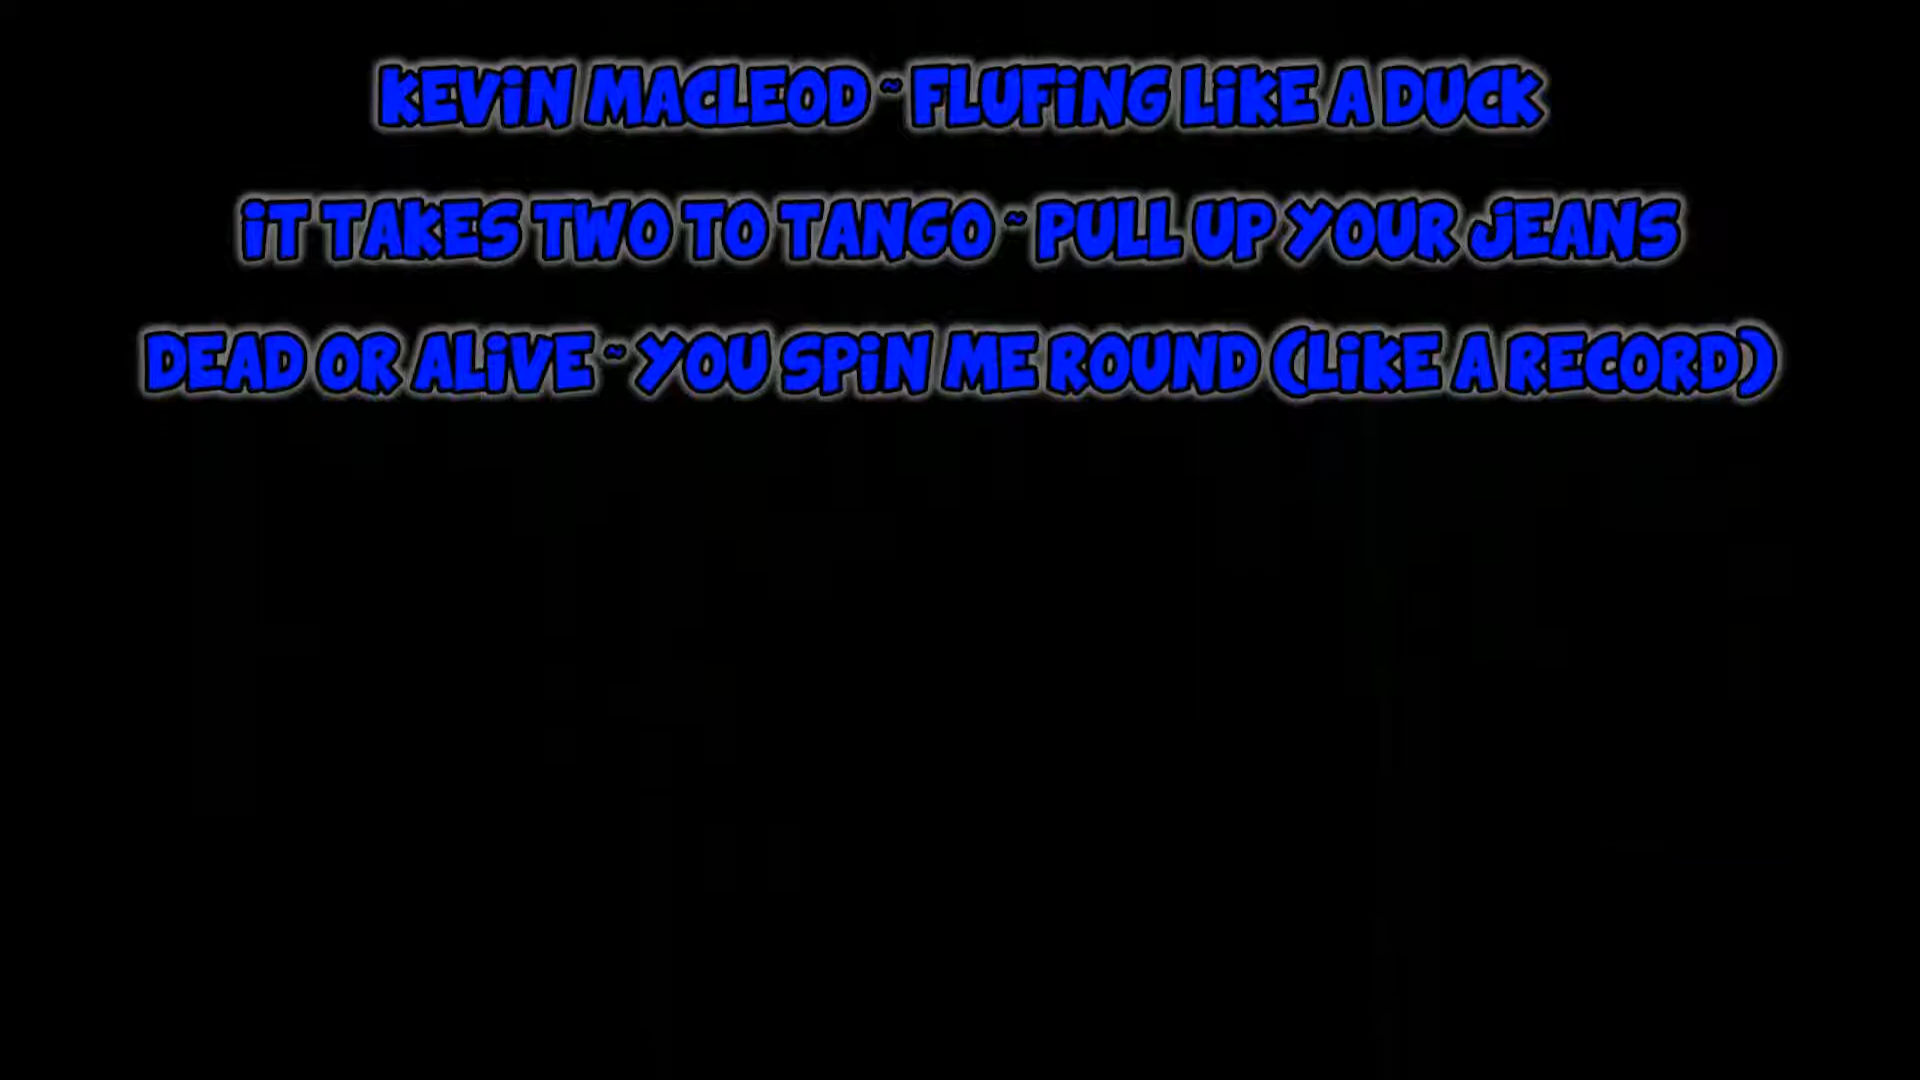 KEVIN MACLEOD ~ FLUFING LIKE A DUCK
IT TAKES TWO TO TANGO ~ PULL UP YOUR JEANS
DEAD OR ALIVE ~ YOU SPIN ME ROUND (LIKE A RECORD)